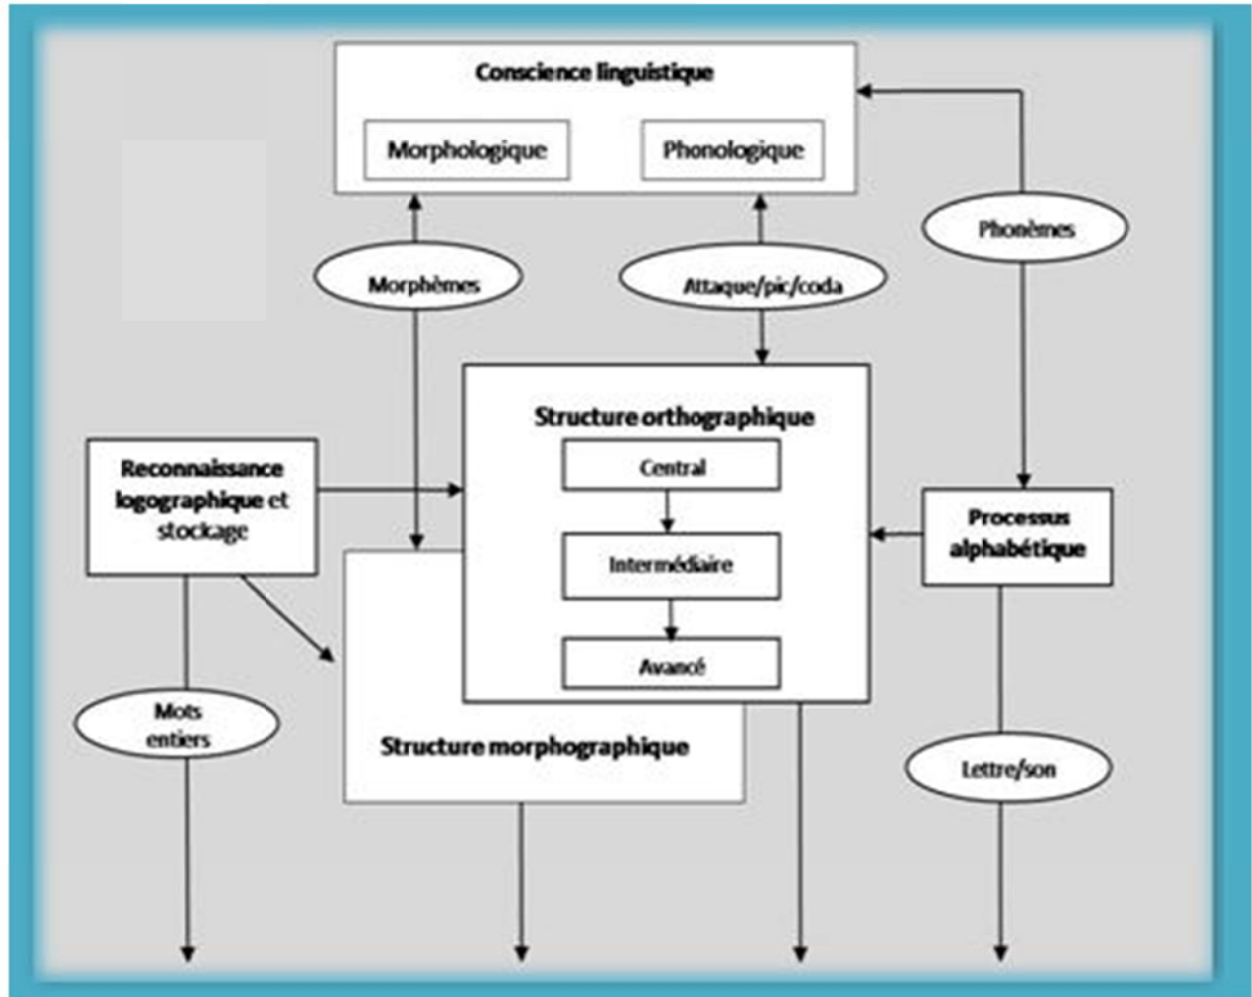 Conscience linguistique
Morphologique
Phonologique
Phonèmes
Morphèmes
Attaque/pic/coda
Structure orthographique
Reconnaissance
logographique et
stockage
Central
Intermédiaire
Avancé
Processus
alphabétique
Mots
entiers
Structure morphographique
Lettre/son